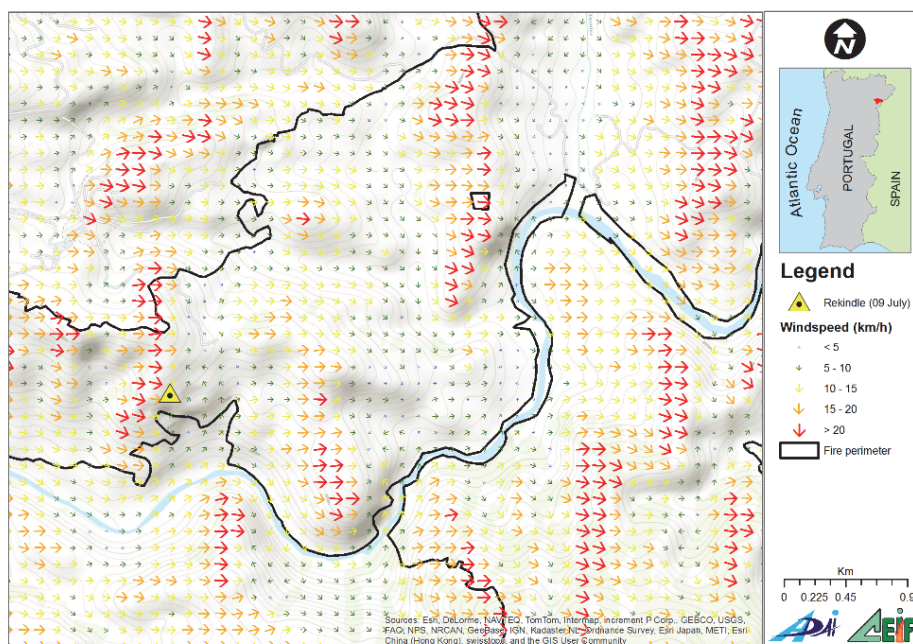 N
Atlantic Ocean
PORTUGAL
SPAIN
Legend
Rekindle (09 July)
Windspeed (km/h)
< 5
5 - 10
10 - 15
15 - 20
> 20
Fire perimeter
Km
0 0.225 0.45 0.9
Sources: Esri, DeLorme, NAVTEQ, TomTom, Intermap, increment P Corp., GEBCO, USGS,
FAO, NPS, NRCAN, GeoBase, IGN, Kadaster NL, Ordnance Survey, Esri Japan, METI, Esri
China (Hong Kong), swisstopo, and the GIS User Community